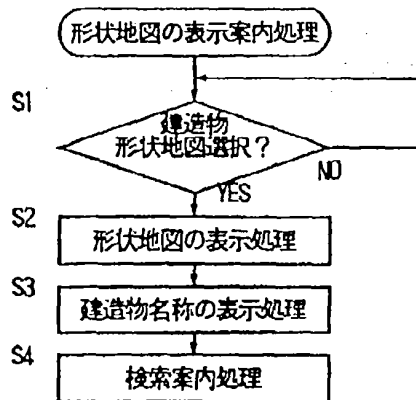 形状地図の表示案内処理
S1
建造物
形状地図選択？
NO
YES
S2
形状地図の表示処理
S3
建造物名称の表示処理
S4
検索案内処理